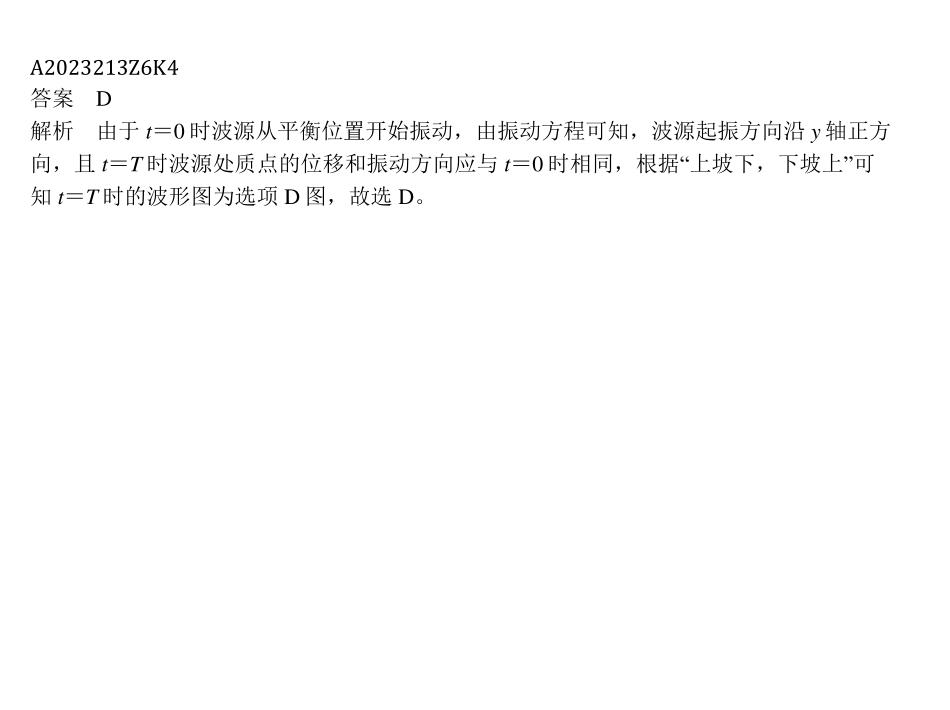 A2023213Z6K4
答案　D
解析　由于 t＝0 时波源从平衡位置开始振动，由振动方程可知，波源起振方向沿 y 轴正方
向，且 t＝T 时波源处质点的位移和振动方向应与 t＝0 时相同，根据“上坡下，下坡上”可
知 t＝T 时的波形图为选项 D 图，故选 D。